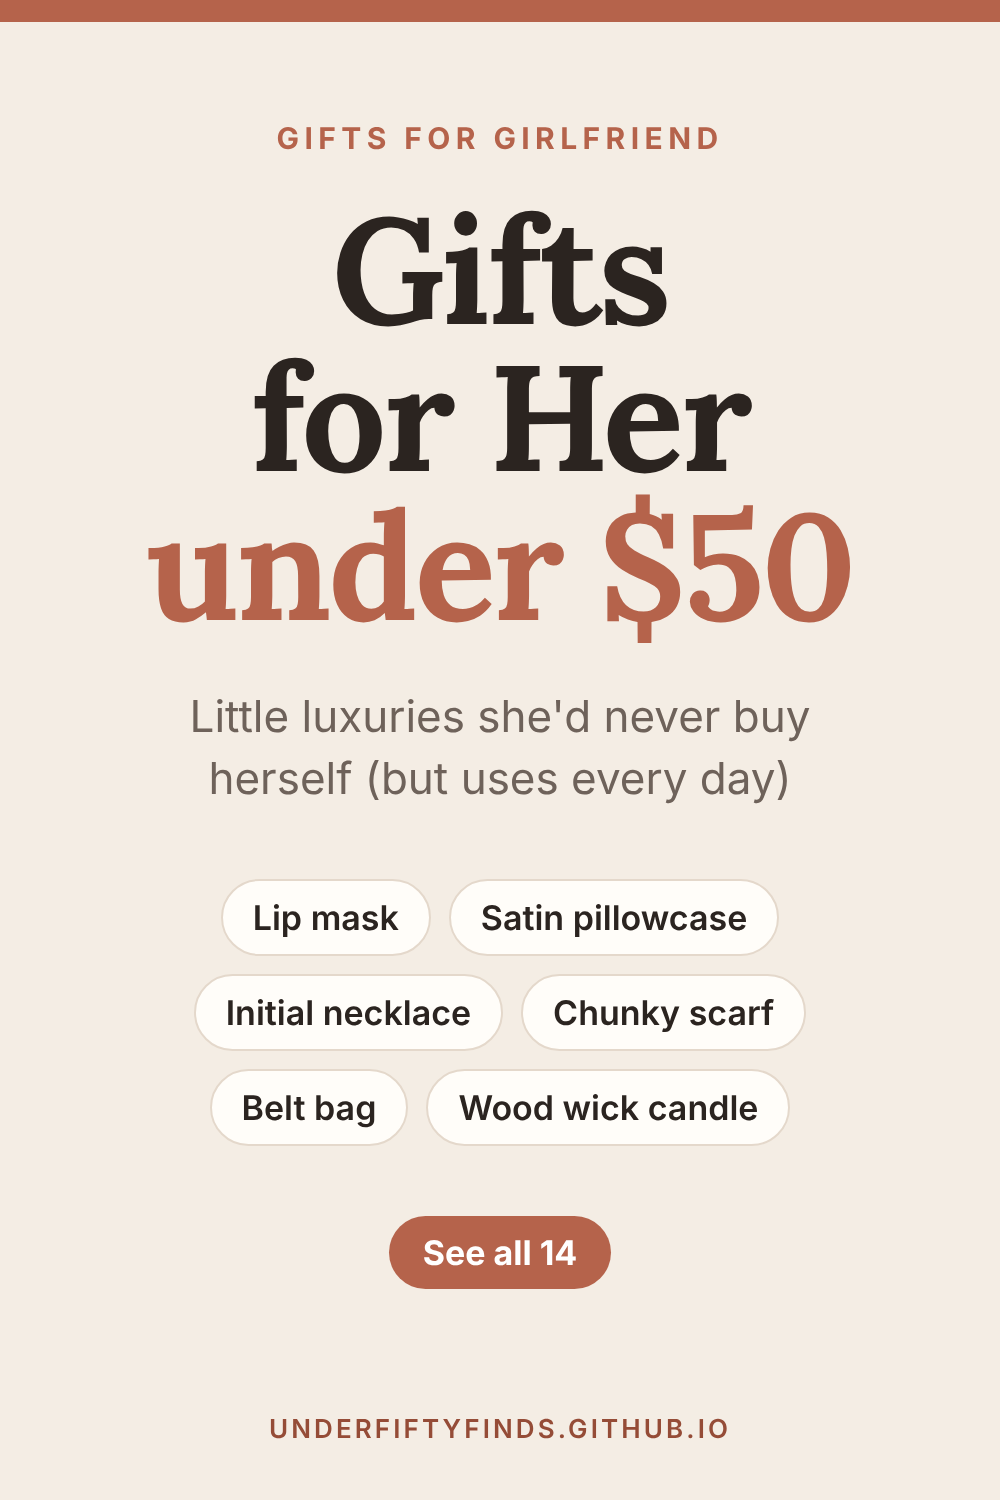 GIFTS FOR GIRLFRIEND
Gifts
for Her
under $50
Little luxuries she'd never buy
herself (but uses every day)
Lip mask
Satin pillowcase
Initial necklace
Chunky scarf
Belt bag
Wood wick candle
See all 14
UNDERFIFTYFINDS.GITHUB.IO